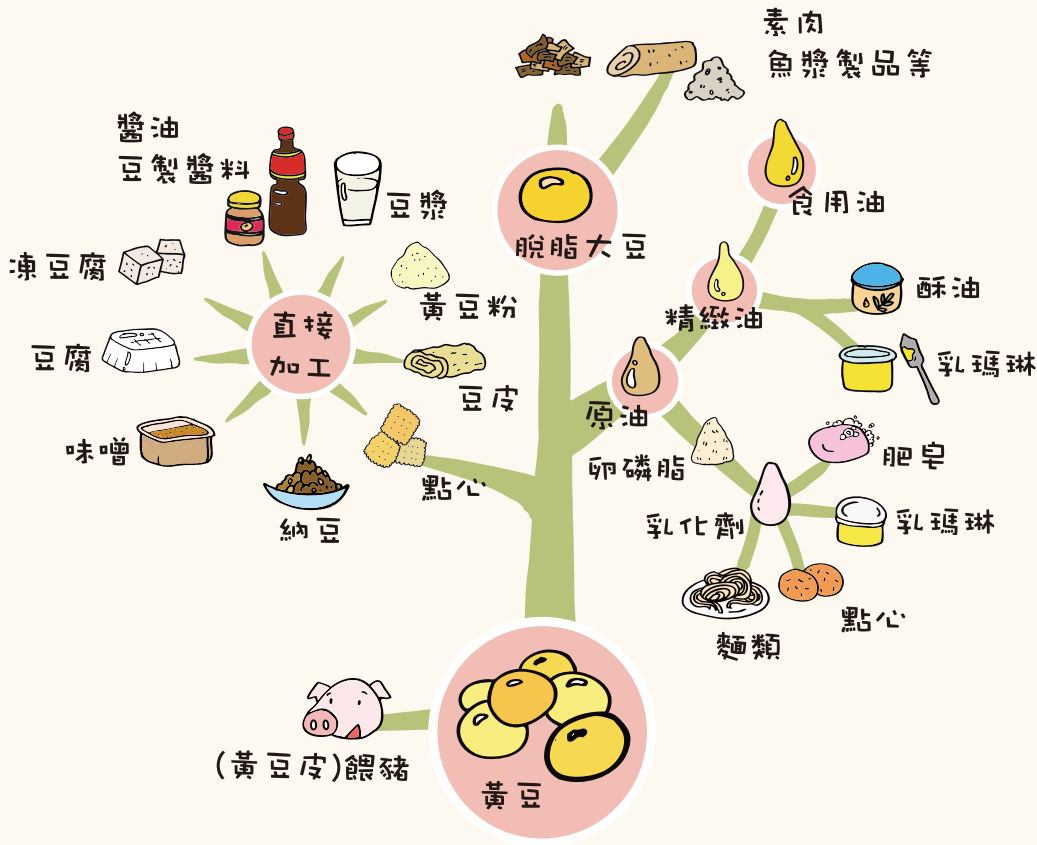 素肉
魚漿製品等
醬油
豆製醬料
豆漿
食用油
凍豆腐
脫脂大豆
黃豆粉
酥油
直接
加工
精緻油
豆腐
乳瑪琳
豆皮
原油
味噌
卵磷脂
肥皂
點心
納豆
乳化劑
乳瑪琳
點心
麵類
(黃豆皮)餵豬
黃豆